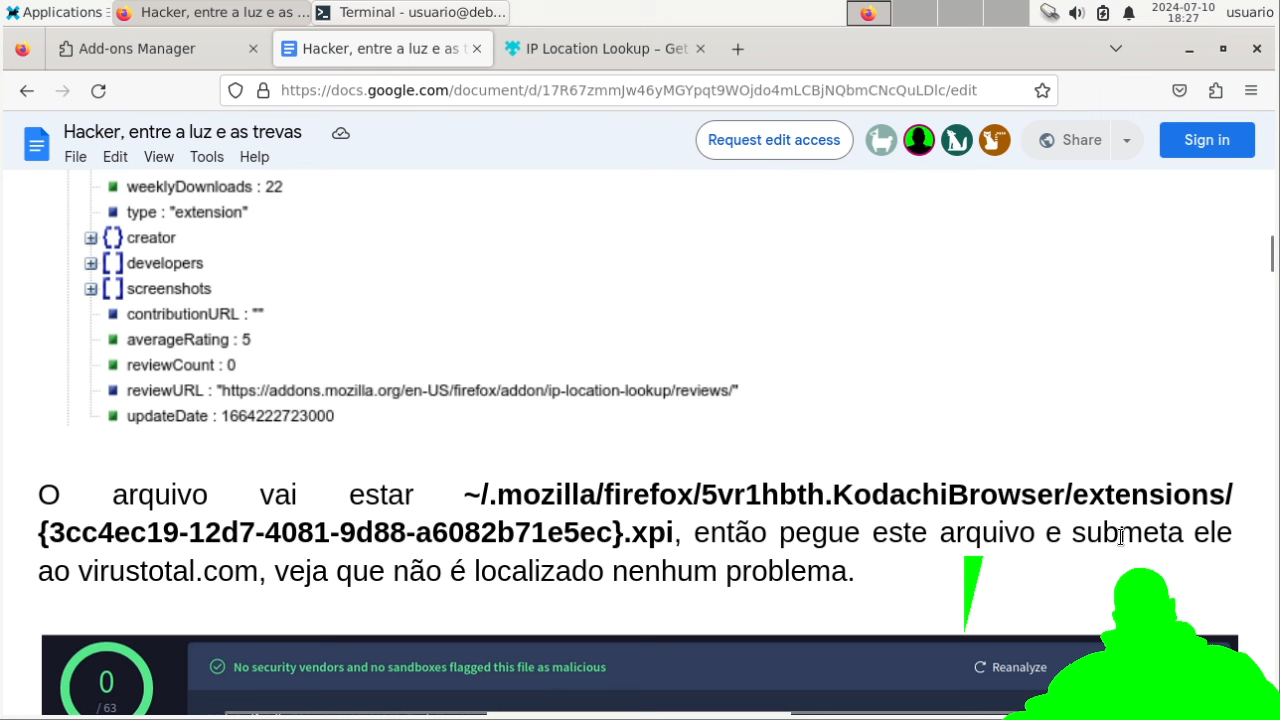 Applications
Hacker, entre a luz e as ...
Terminal - usuario@deb...
2024-07-10
18:27
usuario
Add-ons Manager
Hacker, entre a luz e as t
IP Location Lookup – Get
https://docs.google.com/document/d/17R67zmmJw46yMGYpqt9WOjdo4mLCBjNQbmCNcQuLDlc/edit
Hacker, entre a luz e as trevas
File Edit View Tools Help
Request edit access
Share
Sign in
weeklyDownloads : 22
type : "extension"
creator
developers
screenshots
contributionURL : ""
averageRating : 5
reviewCount : 0
reviewURL : "https://addons.mozilla.org/en-US/firefox/addon/ip-location-lookup/reviews/"
updateDate : 1664222723000
O arquivo vai estar ~/.mozilla/firefox/5vr1hbth.KodachiBrowser/extensions/
{3cc4ec19-12d7-4081-9d88-a6082b71e5ec}.xpi, então pegue este arquivo e submeta ele
ao virustotal.com, veja que não é localizado nenhum problema.
0
/ 63
No security vendors and no sandboxes flagged this file as malicious
Reanalyze